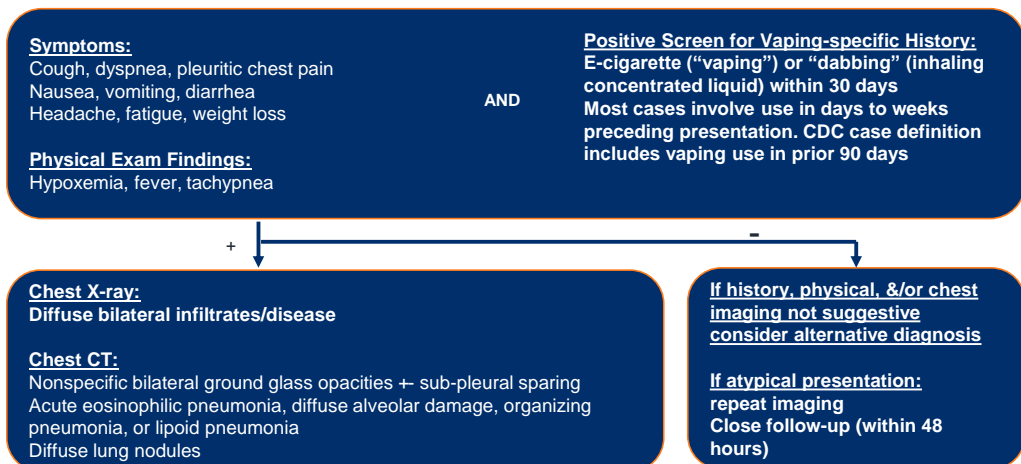 Symptoms:
Cough, dyspnea, pleuritic chest pain
Nausea, vomiting, diarrhea
Headache, fatigue, weight loss
Physical Exam Findings:
Hypoxemia, fever, tachypnea
AND
Positive Screen for Vaping-specific History:
E-cigarette (“vaping”) or “dabbing” (inhaling
concentrated liquid) within 30 days
Most cases involve use in days to weeks
preceding presentation. CDC case definition
includes vaping use in prior 90 days
+
-
Chest X-ray:
Diffuse bilateral infiltrates/disease
Chest CT:
Nonspecific bilateral ground glass opacities +- sub-pleural sparing
Acute eosinophilic pneumonia, diffuse alveolar damage, organizing
pneumonia, or lipoid pneumonia
Diffuse lung nodules
If history, physical, &/or chest
imaging not suggestive
consider alternative diagnosis
If atypical presentation:
repeat imaging
Close follow-up (within 48
hours)